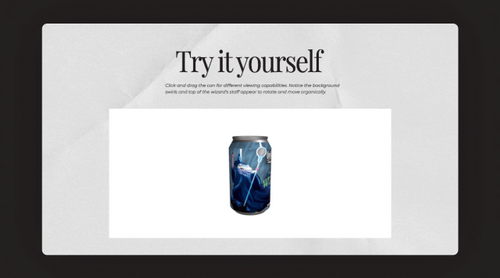 Try it yourself
Click and drag the can for different viewing capabilities. Notice the background
swirls and top of the wizard's staff appear to rotate and move organically.